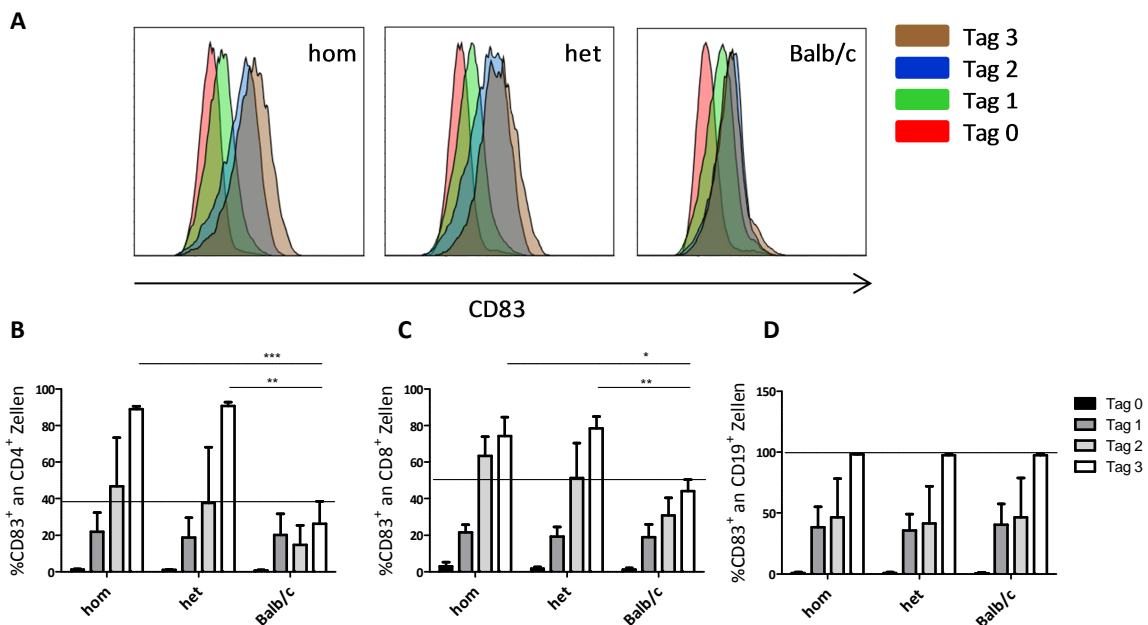 A
hom
het
Balb/c
Tag 3
Tag 2
Tag 1
Tag 0
CD83
B
***
**
%CD83+ an CD4+ Zellen
100
80
60
40
20
0
hom
het
Balb/c
C
*
**
%CD83+ an CD8+ Zellen
100
80
60
40
20
0
hom
het
Balb/c
D
%CD83+ an CD19+ Zellen
150
100
50
0
hom
het
Balb/c
Tag 0
Tag 1
Tag 2
Tag 3